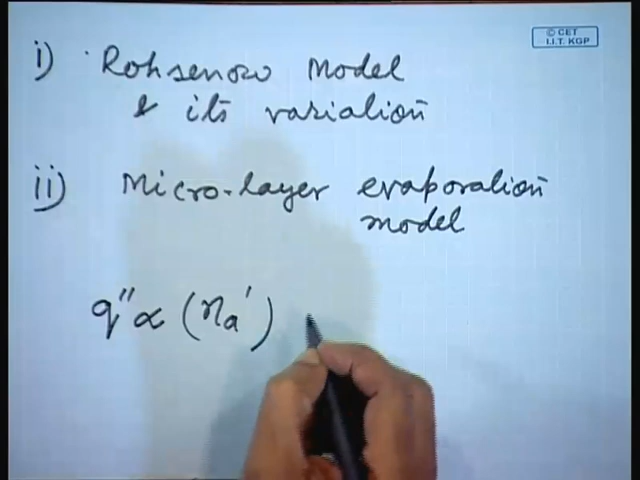 © CET
I.I.T. KGP
i) Rohsenow Model
& its variation
ii) Micro-layer evaporation
model
q" ∝ (na')